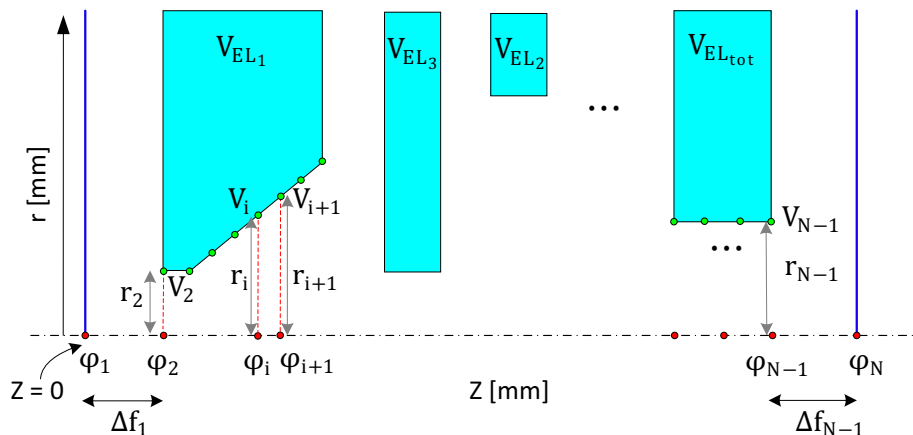 V_EL₁
V_EL₃
V_EL₂
V_ELtot
...
r [mm]
V_i
V_i+1
V_N−1
...
V_2
r_2
r_i
r_i+1
r_N−1
φ_1
φ_2
φ_i
φ_i+1
φ_N−1
φ_N
Z = 0
Z [mm]
Δf_1
Δf_N−1